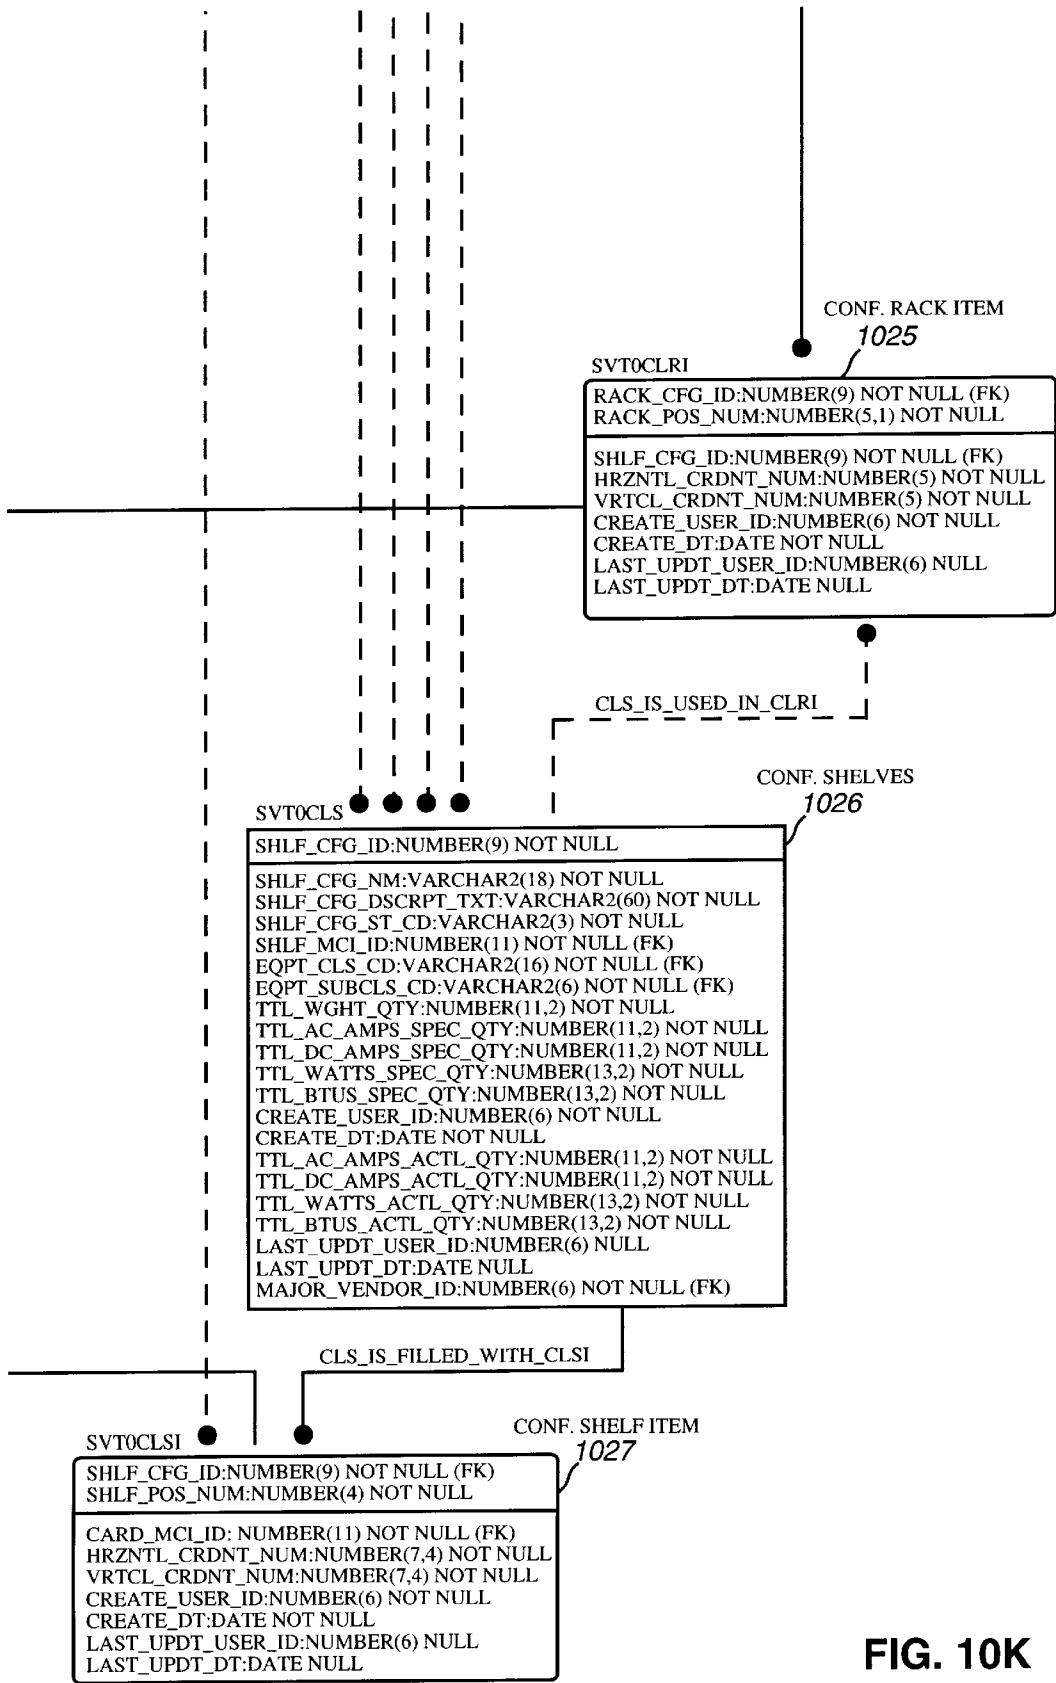 CONF. RACK ITEM
1025
SVT0CLRI
RACK_CFG_ID:NUMBER(9) NOT NULL (FK)
RACK_POS_NUM:NUMBER(5,1) NOT NULL
SHLF_CFG_ID:NUMBER(9) NOT NULL (FK)
HRZNTL_CRDNT_NUM:NUMBER(5) NOT NULL
VRTCL_CRDNT_NUM:NUMBER(5) NOT NULL
CREATE_USER_ID:NUMBER(6) NOT NULL
CREATE_DT:DATE NOT NULL
LAST_UPDT_USER_ID:NUMBER(6) NULL
LAST_UPDT_DT:DATE NULL
CLS_IS_USED_IN_CLRI
CONF. SHELVES
1026
SVT0CLS
SHLF_CFG_ID:NUMBER(9) NOT NULL
SHLF_CFG_NM:VARCHAR2(18) NOT NULL
SHLF_CFG_DSCRPT_TXT:VARCHAR2(60) NOT NULL
SHLF_CFG_ST_CD:VARCHAR2(3) NOT NULL
SHLF_MCI_ID:NUMBER(11) NOT NULL (FK)
EQPT_CLS_CD:VARCHAR2(16) NOT NULL (FK)
EQPT_SUBCLS_CD:VARCHAR2(6) NOT NULL (FK)
TTL_WGHT_QTY:NUMBER(11,2) NOT NULL
TTL_AC_AMPS_SPEC_QTY:NUMBER(11,2) NOT NULL
TTL_DC_AMPS_SPEC_QTY:NUMBER(11,2) NOT NULL
TTL_WATTS_SPEC_QTY:NUMBER(13,2) NOT NULL
TTL_BTUS_SPEC_QTY:NUMBER(13,2) NOT NULL
CREATE_USER_ID:NUMBER(6) NOT NULL
CREATE_DT:DATE NOT NULL
TTL_AC_AMPS_ACTL_QTY:NUMBER(11,2) NOT NULL
TTL_DC_AMPS_ACTL_QTY:NUMBER(11,2) NOT NULL
TTL_WATTS_ACTL_QTY:NUMBER(13,2) NOT NULL
TTL_BTUS_ACTL_QTY:NUMBER(13,2) NOT NULL
LAST_UPDT_USER_ID:NUMBER(6) NULL
LAST_UPDT_DT:DATE NULL
MAJOR_VENDOR_ID:NUMBER(6) NOT NULL (FK)
CLS_IS_FILLED_WITH_CLSI
CONF. SHELF ITEM
1027
SVT0CLSI
SHLF_CFG_ID:NUMBER(9) NOT NULL (FK)
SHLF_POS_NUM:NUMBER(4) NOT NULL
CARD_MCI_ID: NUMBER(11) NOT NULL (FK)
HRZNTL_CRDNT_NUM:NUMBER(7,4) NOT NULL
VRTCL_CRDNT_NUM:NUMBER(7,4) NOT NULL
CREATE_USER_ID:NUMBER(6) NOT NULL
CREATE_DT:DATE NOT NULL
LAST_UPDT_USER_ID:NUMBER(6) NULL
LAST_UPDT_DT:DATE NULL
FIG. 10K